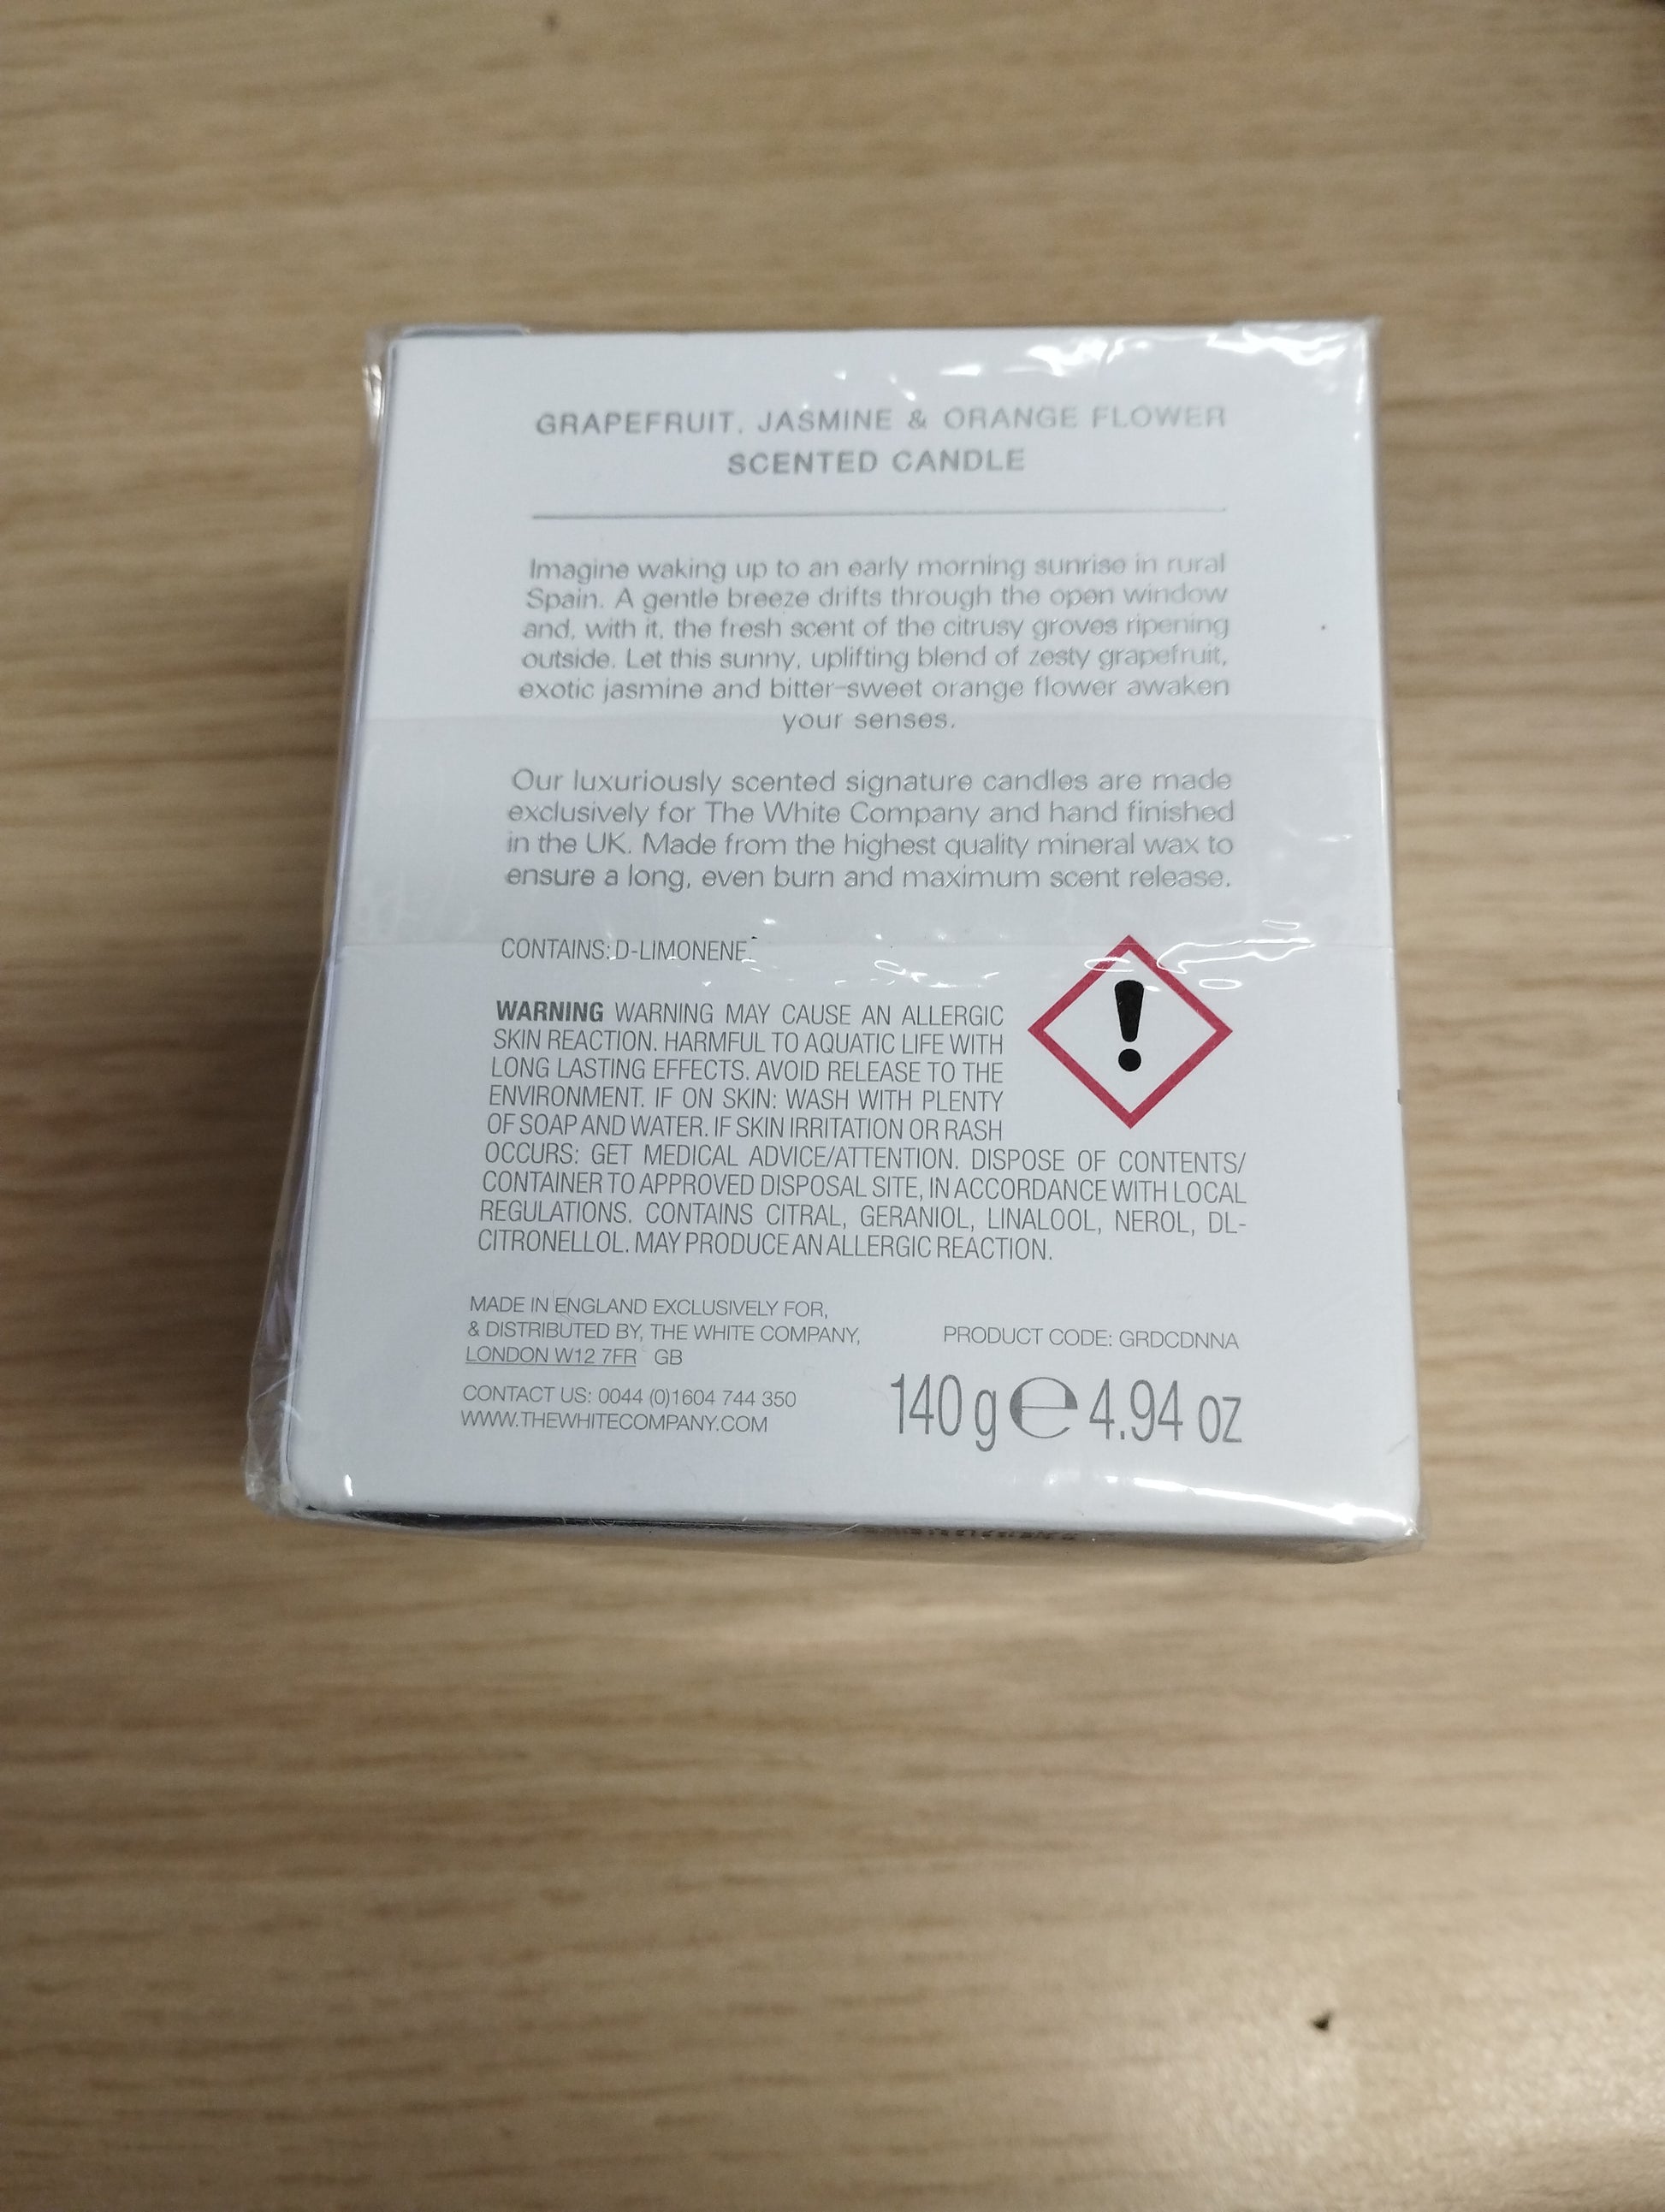 GRAPEFRUIT, JASMINE & ORANGE FLOWER
SCENTED CANDLE
Imagine waking up to an early morning sunrise in rural
Spain. A gentle breeze drifts through the open window
and, with it, the fresh scent of the citrusy groves ripening
outside. Let this sunny, uplifting blend of zesty grapefruit,
exotic jasmine and bitter-sweet orange flower awaken
your senses.
Our luxuriously scented signature candles are made
exclusively for The White Company and hand finished
in the UK. Made from the highest quality mineral wax to
ensure a long, even burn and maximum scent release.
CONTAINS: D-LIMONENE.
WARNING WARNING MAY CAUSE AN ALLERGIC
SKIN REACTION. HARMFUL TO AQUATIC LIFE WITH
LONG LASTING EFFECTS. AVOID RELEASE TO THE
ENVIRONMENT. IF ON SKIN: WASH WITH PLENTY
OF SOAP AND WATER. IF SKIN IRRITATION OR RASH
OCCURS: GET MEDICAL ADVICE/ATTENTION. DISPOSE OF CONTENTS/
CONTAINER TO APPROVED DISPOSAL SITE, IN ACCORDANCE WITH LOCAL
REGULATIONS. CONTAINS CITRAL, GERANIOL, LINALOOL, NEROL, DL-
CITRONELLOL. MAY PRODUCE AN ALLERGIC REACTION.
MADE IN ENGLAND EXCLUSIVELY FOR,
& DISTRIBUTED BY, THE WHITE COMPANY,
LONDON W12 7FR GB
PRODUCT CODE: GRDCDNNA
CONTACT US: 0044 (0)1604 744 350
WWW.THEWHITECOMPANY.COM
140 g e 4.94 oz